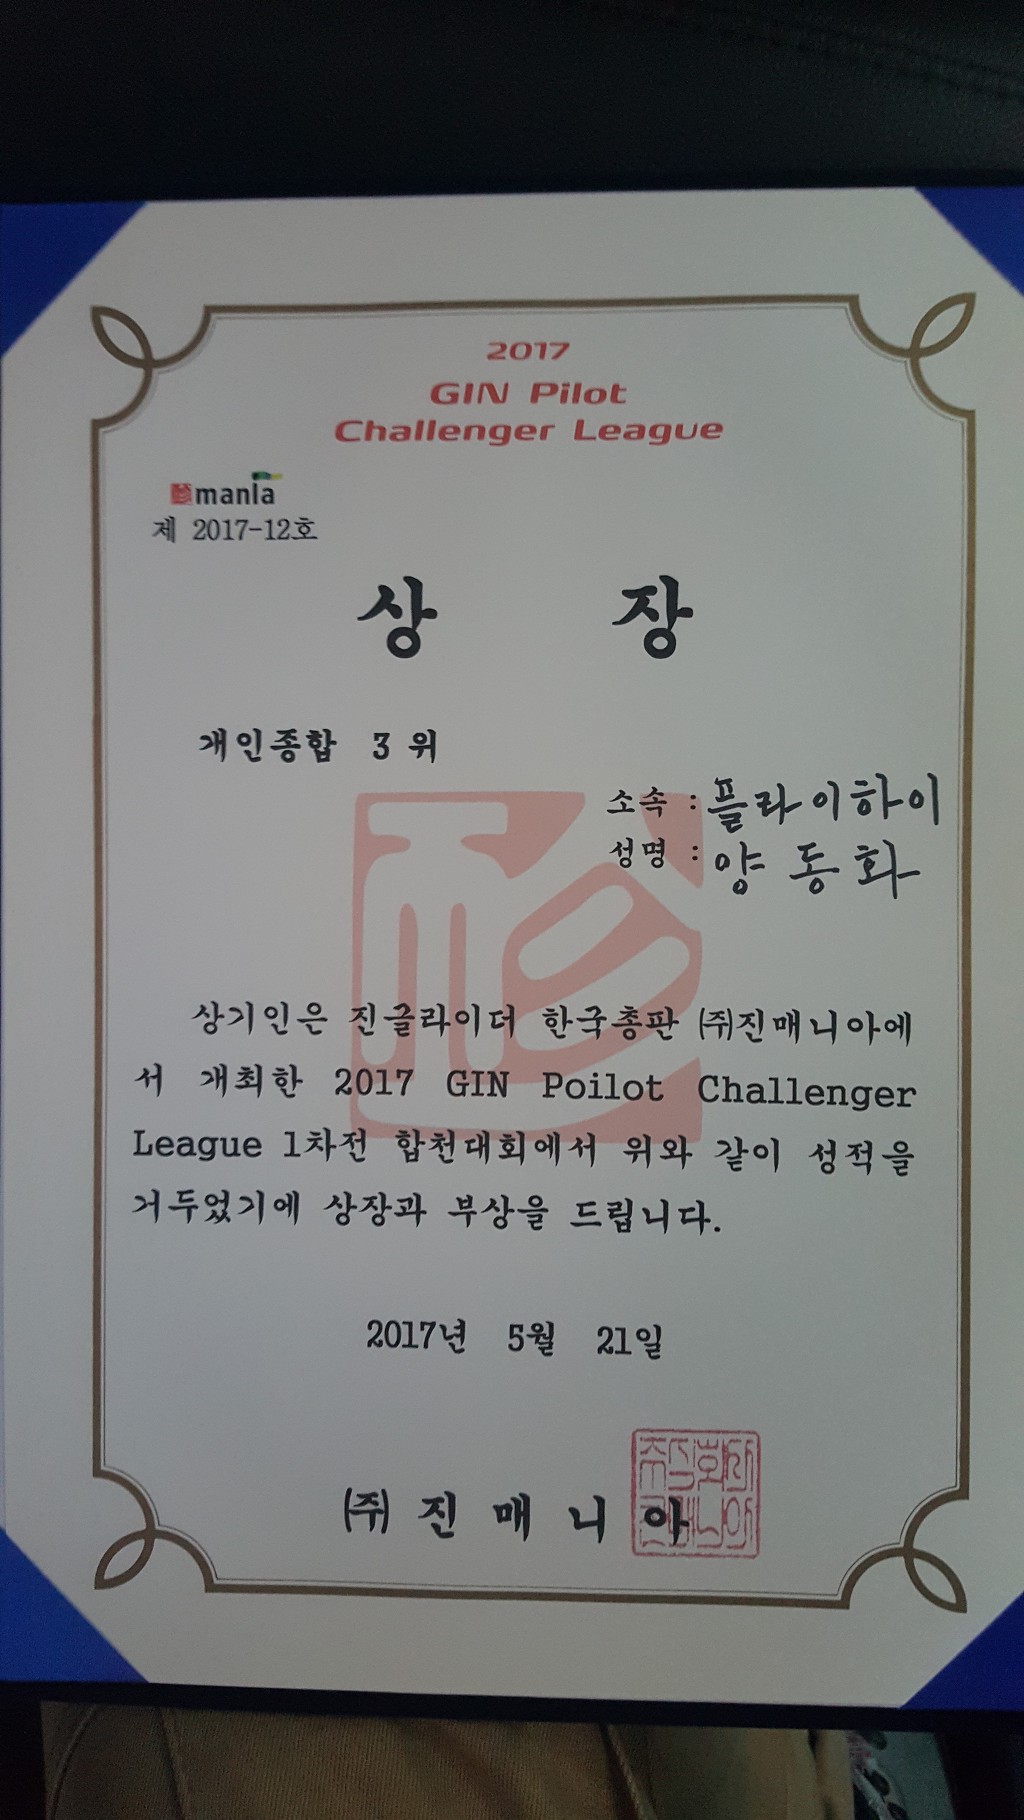 2017
GIN Pilot
Challenger League
mania
제 2017-12호
상 장
개인종합 3 위
소속 : 플라이하이
성명 : 양동화
상기인은 진글라이더 한국총판 ㈜진매니아에
서 개최한 2017 GIN Poilot Challenger
League 1차전 합천대회에서 위와 같이 성적을
거두었기에 상장과 부상을 드립니다.
2017년 5월 21일
㈜ 진 매 니 아